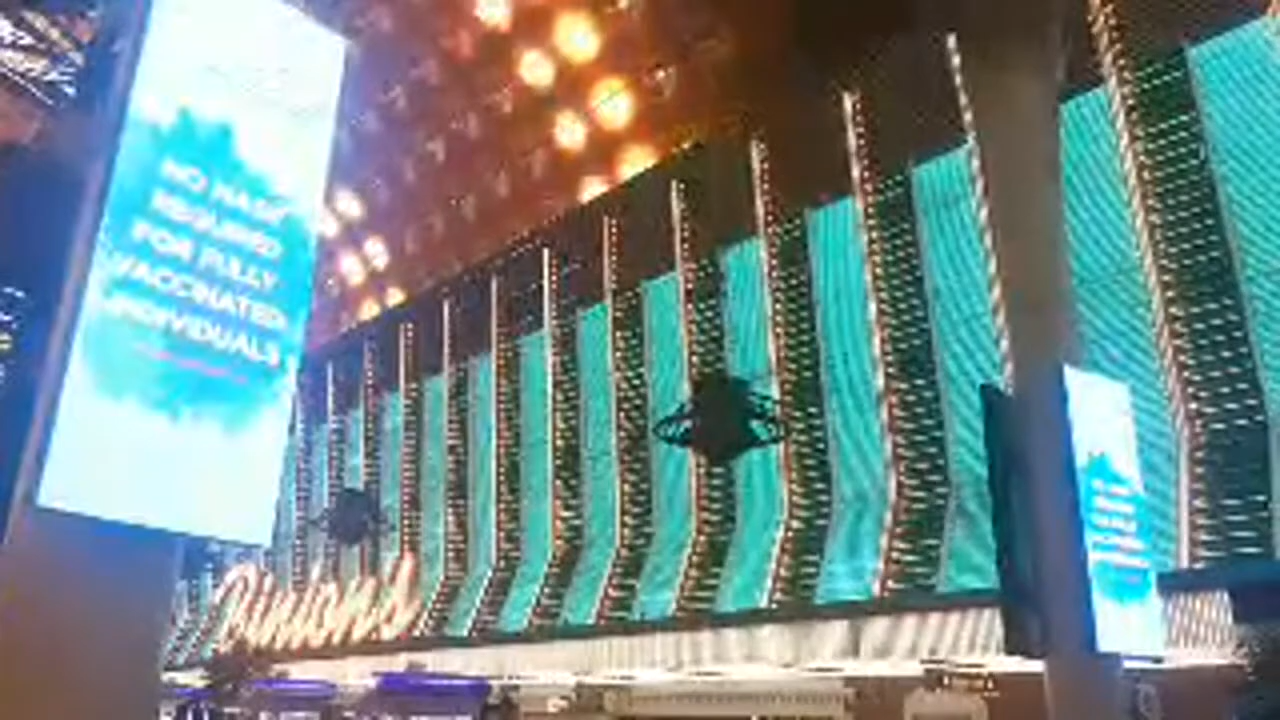 NO MASK
REQUIRED
FOR FULLY
VACCINATED
INDIVIDUALS
Binion's